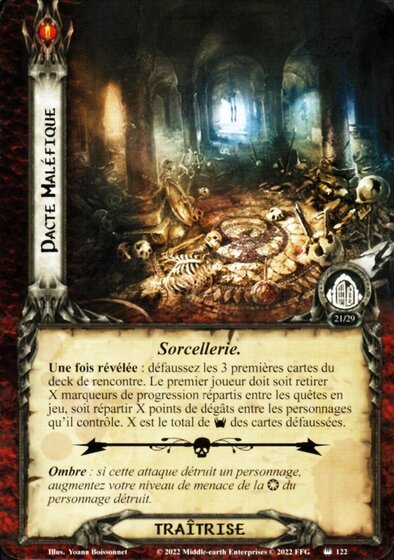 PACTE MALÉFIQUE
21/29
Sorcellerie.
Une fois révélée : défaussez les 3 premières cartes du
deck de rencontre. Le premier joueur doit soit retirer
X marqueurs de progression répartis entre les quêtes en
jeu, soit répartir X points de dégâts entre les personnages
qu'il contrôle. X est le total de des cartes défaussées.
Ombre : si cette attaque détruit un personnage,
augmentez votre niveau de menace de la
du personnage détruit.
TRAÎTRISE
Illus. Yoann Boissonnet
© 2022 Middle-earth Enterprises © 2022 FFG
122